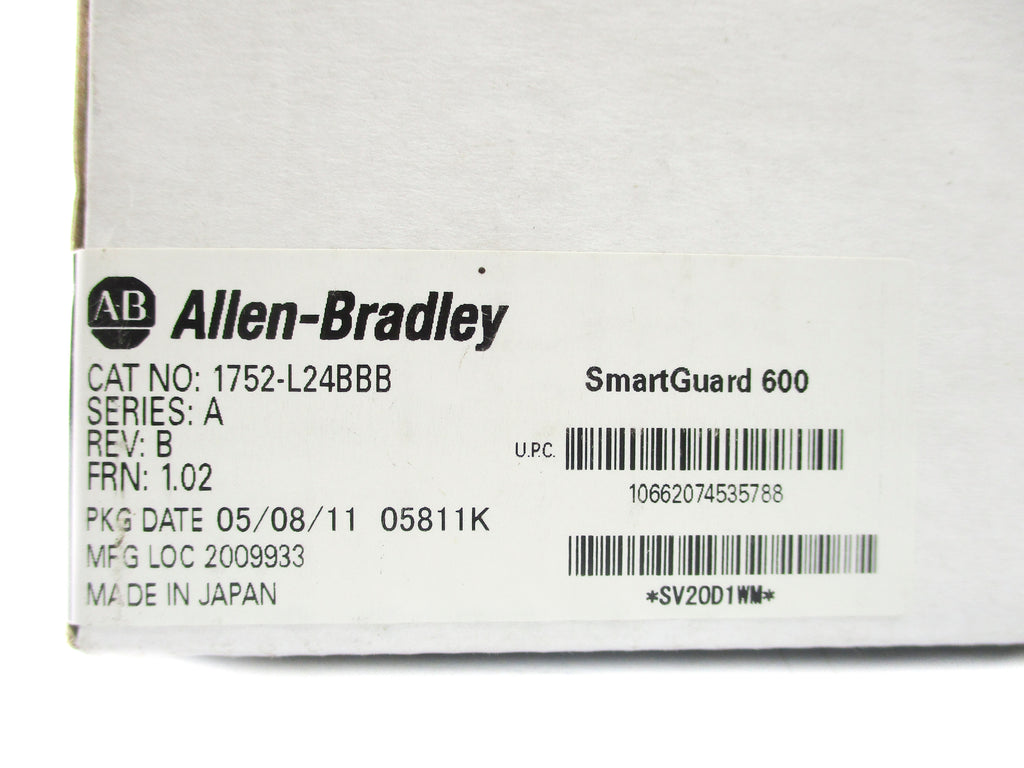 AB Allen-Bradley
CAT NO: 1752-L24BBB
SERIES: A
REV: B
FRN: 1.02
PKG DATE 05/08/11 05811K
MFG LOC 2009933
MADE IN JAPAN
SmartGuard 600
U.P.C.
10662074535788
*SV20D1WM*